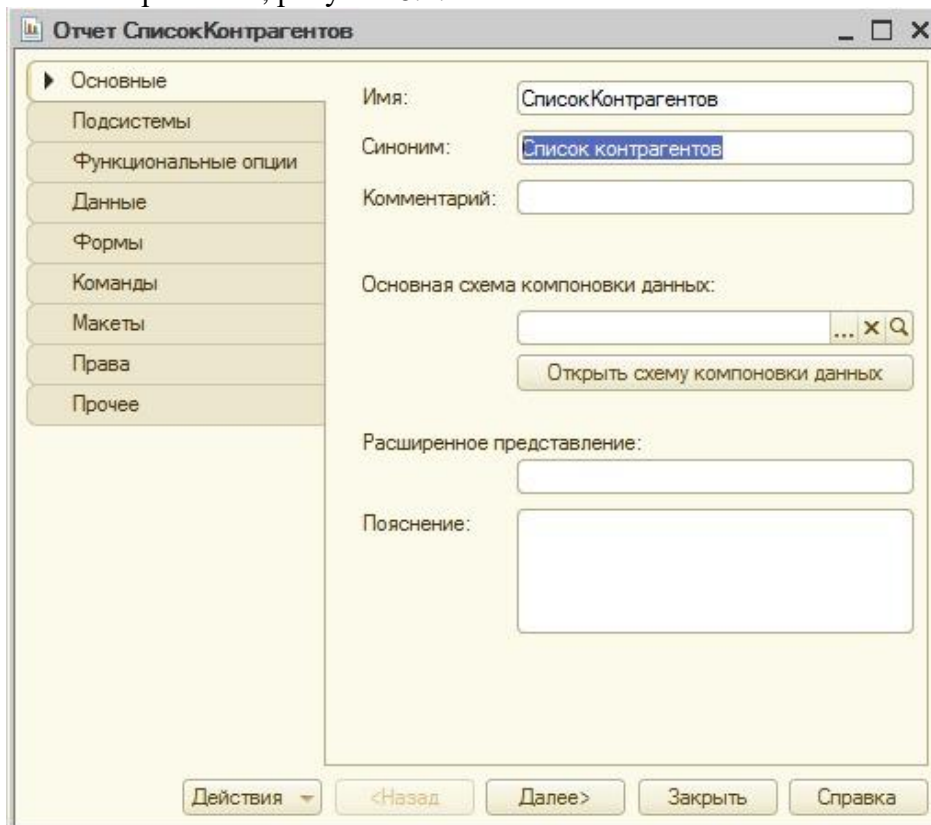 Отчет СписокКонтрагентов
Основные
Подсистемы
Функциональные опции
Данные
Формы
Команды
Макеты
Права
Прочее
Имя: СписокКонтрагентов
Синоним: Список контрагентов
Комментарий:
Основная схема компоновки данных:
...
Открыть схему компоновки данных
Расширенное представление:
Пояснение:
Действия <Назад Далее> Закрыть Справка